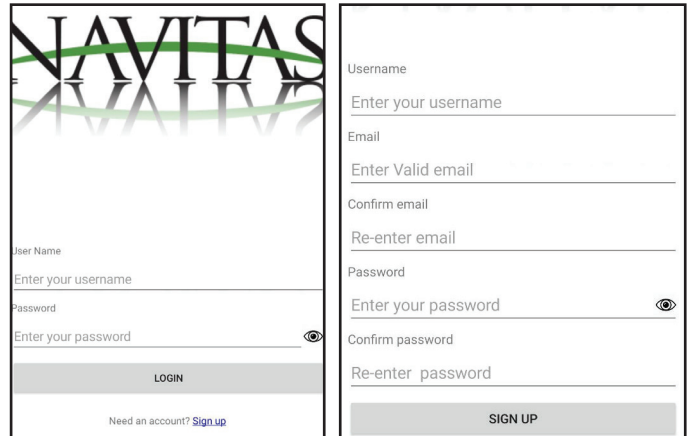 NAVITAS
User Name
Enter your username
Password
Enter your password
LOGIN
Need an account? Sign up
Username
Enter your username
Email
Enter Valid email
Confirm email
Re-enter email
Password
Enter your password
Confirm password
Re-enter password
SIGN UP